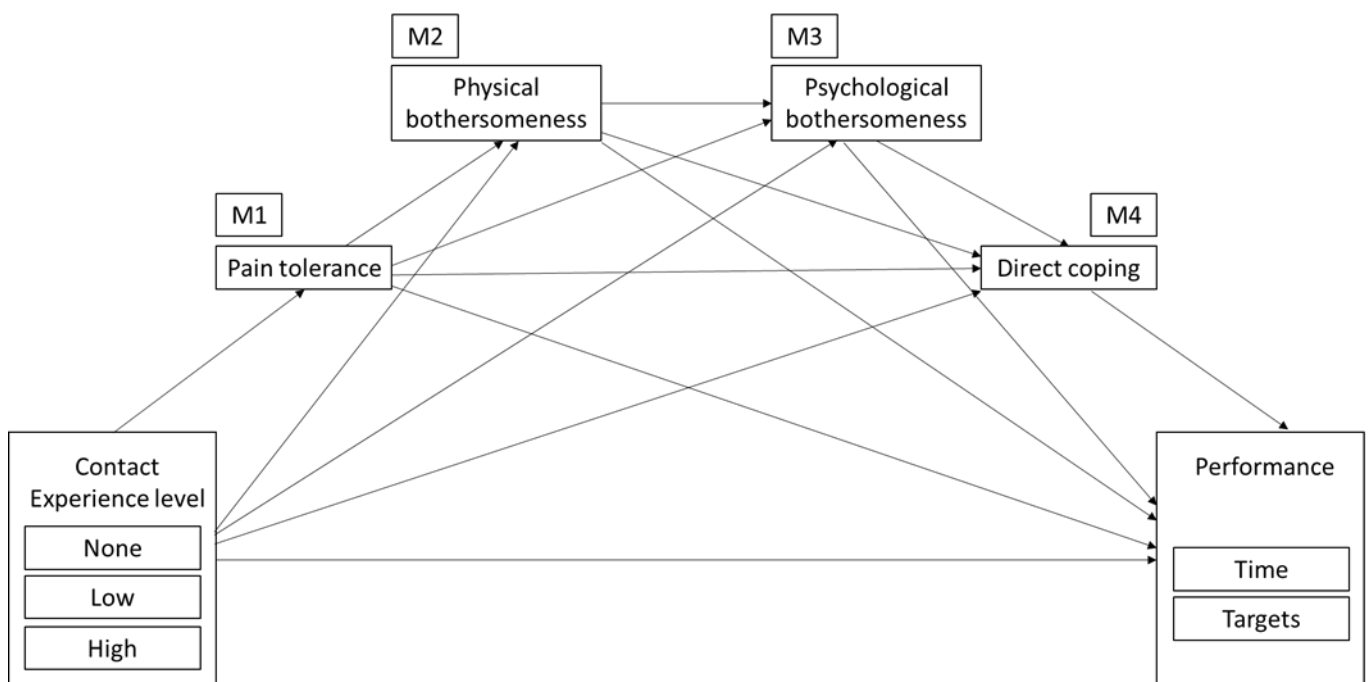 M2
M3
Physical
bothersomeness
Psychological
bothersomeness
M1
M4
Pain tolerance
Direct coping
Contact
Experience level
None
Low
High
Performance
Time
Targets